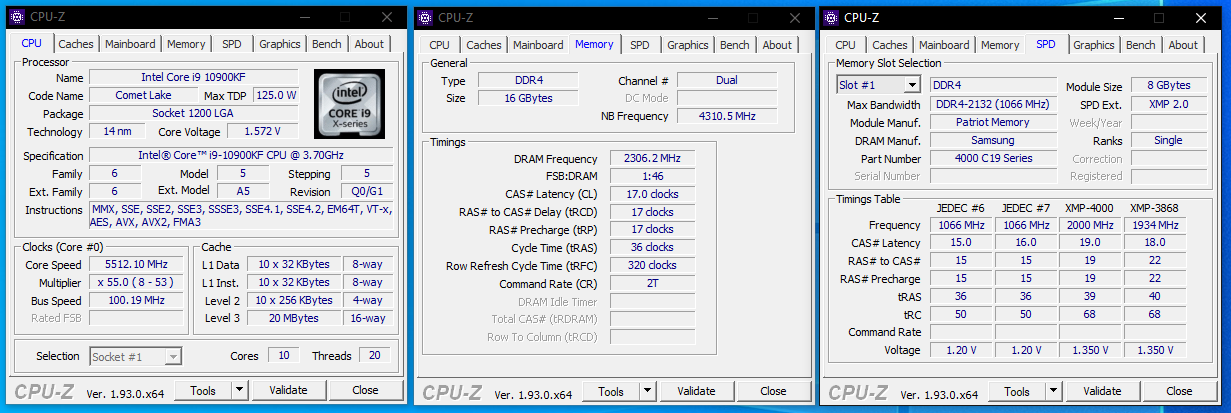 CPU-Z
CPU Caches Mainboard Memory SPD Graphics Bench About
Processor
Name Intel Core i9 10900KF
Code Name Comet Lake Max TDP 125.0 W
Package Socket 1200 LGA
Technology 14 nm Core Voltage 1.572 V
intel
CORE i9
X-series
Specification Intel® Core™ i9-10900KF CPU @ 3.70GHz
Family 6 Model 5 Stepping 5
Ext. Family 6 Ext. Model A5 Revision Q0/G1
Instructions MMX, SSE, SSE2, SSE3, SSSE3, SSE4.1, SSE4.2, EM64T, VT-x,
AES, AVX, AVX2, FMA3
Clocks (Core #0)
Core Speed 5512.10 MHz
Multiplier x 55.0 ( 8 - 53 )
Bus Speed 100.19 MHz
Rated FSB
Cache
L1 Data 10 x 32 KBytes 8-way
L1 Inst. 10 x 32 KBytes 8-way
Level 2 10 x 256 KBytes 4-way
Level 3 20 MBytes 16-way
Selection Socket #1 Cores 10 Threads 20
CPU-Z Ver. 1.93.0.x64 Tools Validate Close
CPU-Z
CPU Caches Mainboard Memory SPD Graphics Bench About
General
Type DDR4 Channel # Dual
Size 16 GBytes DC Mode
NB Frequency 4310.5 MHz
Timings
DRAM Frequency 2306.2 MHz
FSB:DRAM 1:46
CAS# Latency (CL) 17.0 clocks
RAS# to CAS# Delay (tRCD) 17 clocks
RAS# Precharge (tRP) 17 clocks
Cycle Time (tRAS) 36 clocks
Row Refresh Cycle Time (tRFC) 320 clocks
Command Rate (CR) 2T
DRAM Idle Timer
Total CAS# (tRDRAM)
Row To Column (tRCD)
CPU-Z Ver. 1.93.0.x64 Tools Validate Close
CPU-Z
CPU Caches Mainboard Memory SPD Graphics Bench About
Memory Slot Selection
Slot #1 DDR4 Module Size 8 GBytes
Max Bandwidth DDR4-2132 (1066 MHz) SPD Ext. XMP 2.0
Module Manuf. Patriot Memory Week/Year
DRAM Manuf. Samsung Ranks Single
Part Number 4000 C19 Series Correction
Serial Number Registered
Timings Table
JEDEC #6 JEDEC #7 XMP-4000 XMP-3868
Frequency 1066 MHz 1066 MHz 2000 MHz 1934 MHz
CAS# Latency 15.0 16.0 19.0 18.0
RAS# to CAS# 15 15 19 22
RAS# Precharge 15 15 19 22
tRAS 36 36 39 40
tRC 50 50 68 68
Command Rate
Voltage 1.20 V 1.20 V 1.350 V 1.350 V
CPU-Z Ver. 1.93.0.x64 Tools Validate Close